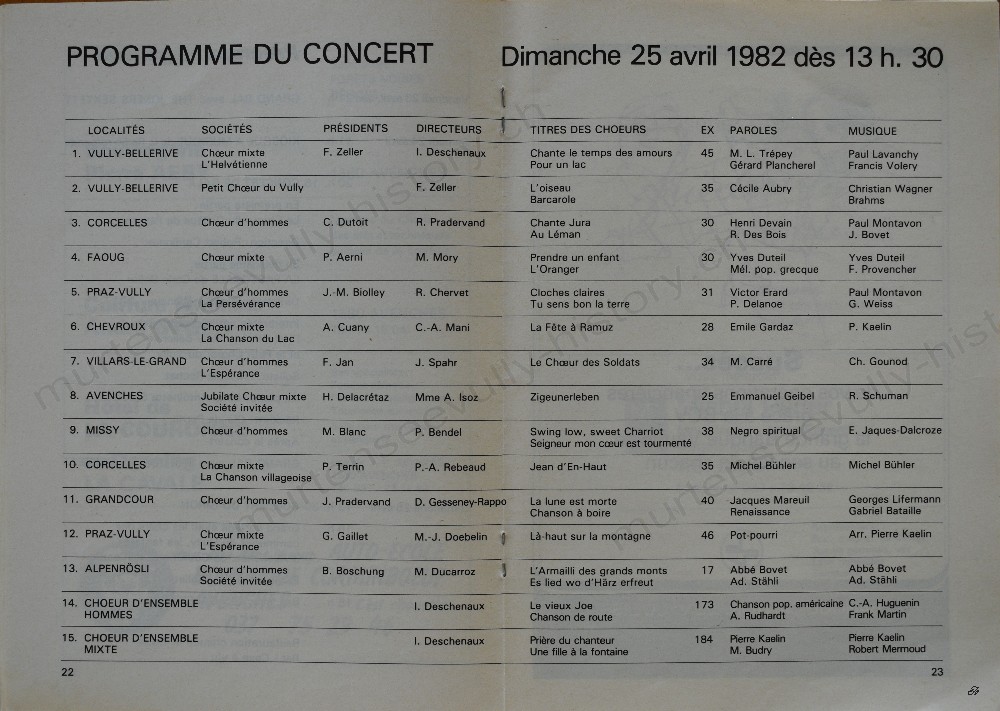 PROGRAMME DU CONCERT Dimanche 25 avril 1982 dès 13 h. 30
LOCALITÉS SOCIÉTÉS PRÉSIDENTS DIRECTEURS TITRES DES CHOEURS EX PAROLES MUSIQUE
1. VULLY-BELLERIVE Chœur mixte F. Zeller I. Deschenaux Chante le temps des amours 45 M. L. Trépey Paul Lavanchy
L'Helvétienne Pour un lac Gérard Plancherel Francis Volery
2. VULLY-BELLERIVE Petit Chœur du Vully F. Zeller L'oiseau 35 Cécile Aubry Christian Wagner
Barcarole Brahms
3. CORCELLES Chœur d'hommes C. Dutoit R. Pradervand Chante Jura 30 Henri Devain Paul Montavon
Au Léman R. Des Bois J. Bovet
4. FAOUG Chœur mixte P. Aerni M. Mory Prendre un enfant 30 Yves Duteil Yves Duteil
L'Oranger Mél. pop. grecque F. Provencher
5. PRAZ-VULLY Chœur d'hommes J.-M. Biolley R. Chervet Cloches claires 31 Victor Erard Paul Montavon
La Persévérance Tu sens bon la terre P. Delanoe G. Weiss
6. CHEVROUX Chœur mixte A. Cuany C.-A. Mani La Fête à Ramuz 28 Emile Gardaz P. Kaelin
La Chanson du Lac
7. VILLARS-LE-GRAND Chœur d'hommes F. Jan J. Spahr Le Chœur des Soldats 34 M. Carré Ch. Gounod
L'Espérance
8. AVENCHES Jubilate Chœur mixte H. Delacrétaz Mme A. Isoz Zigeunerleben 25 Emmanuel Geibel R. Schuman
Société invitée
9. MISSY Chœur d'hommes M. Blanc P. Bendel Swing low, sweet Charriot 38 Negro spiritual E. Jaques-Dalcroze
Seigneur mon cœur est tourmenté
10. CORCELLES Chœur mixte P. Terrin P.-A. Rebeaud Jean d'En-Haut 35 Michel Bühler Michel Bühler
La Chanson villageoise
11. GRANDCOUR Chœur d'hommes J. Pradervand D. Gesseney-Rappo La lune est morte 40 Jacques Mareuil Georges Lifermann
Chanson à boire Renaissance Gabriel Bataille
12. PRAZ-VULLY Chœur mixte G. Gaillet M.-J. Doebelin Là-haut sur la montagne 46 Pot-pourri Arr. Pierre Kaelin
L'Espérance
13. ALPENRÖSLI Chœur d'hommes B. Boschung M. Ducarroz L'Armailli des grands monts 17 Abbé Bovet Abbé Bovet
Société invitée Es lied wo d'Härz erfreut Ad. Stähli Ad. Stähli
14. CHOEUR D'ENSEMBLE I. Deschenaux Le vieux Joe 173 Chanson pop. américaine C.-A. Huguenin
HOMMES Chanson de route A. Rudhardt Frank Martin
15. CHOEUR D'ENSEMBLE I. Deschenaux Prière du chanteur 184 Pierre Kaelin Pierre Kaelin
MIXTE Une fille à la fontaine M. Budry Robert Mermoud
22 23
murtenseevully-history.ch
murtenseevully-history.ch
murtenseevully-history